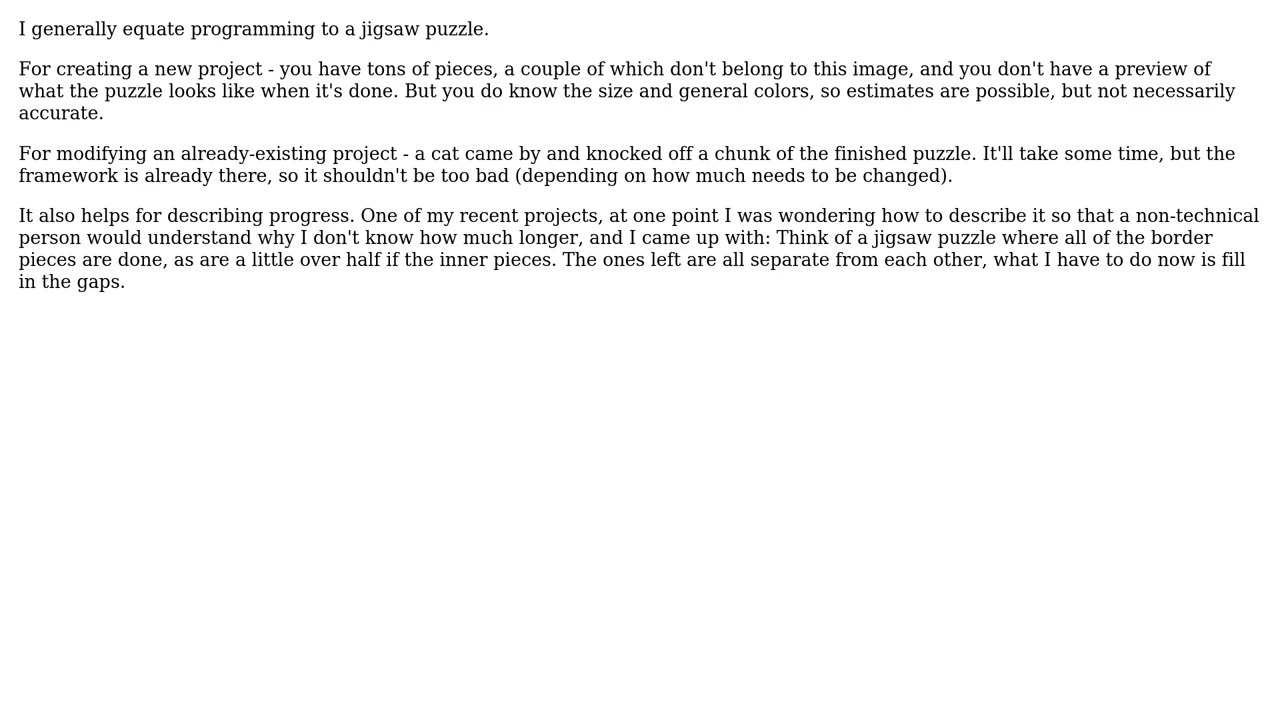 I generally equate programming to a jigsaw puzzle.
For creating a new project - you have tons of pieces, a couple of which don't belong to this image, and you don't have a preview of
what the puzzle looks like when it's done. But you do know the size and general colors, so estimates are possible, but not necessarily
accurate.
For modifying an already-existing project - a cat came by and knocked off a chunk of the finished puzzle. It'll take some time, but the
framework is already there, so it shouldn't be too bad (depending on how much needs to be changed).
It also helps for describing progress. One of my recent projects, at one point I was wondering how to describe it so that a non-technical
person would understand why I don't know how much longer, and I came up with: Think of a jigsaw puzzle where all of the border
pieces are done, as are a little over half if the inner pieces. The ones left are all separate from each other, what I have to do now is fill
in the gaps.